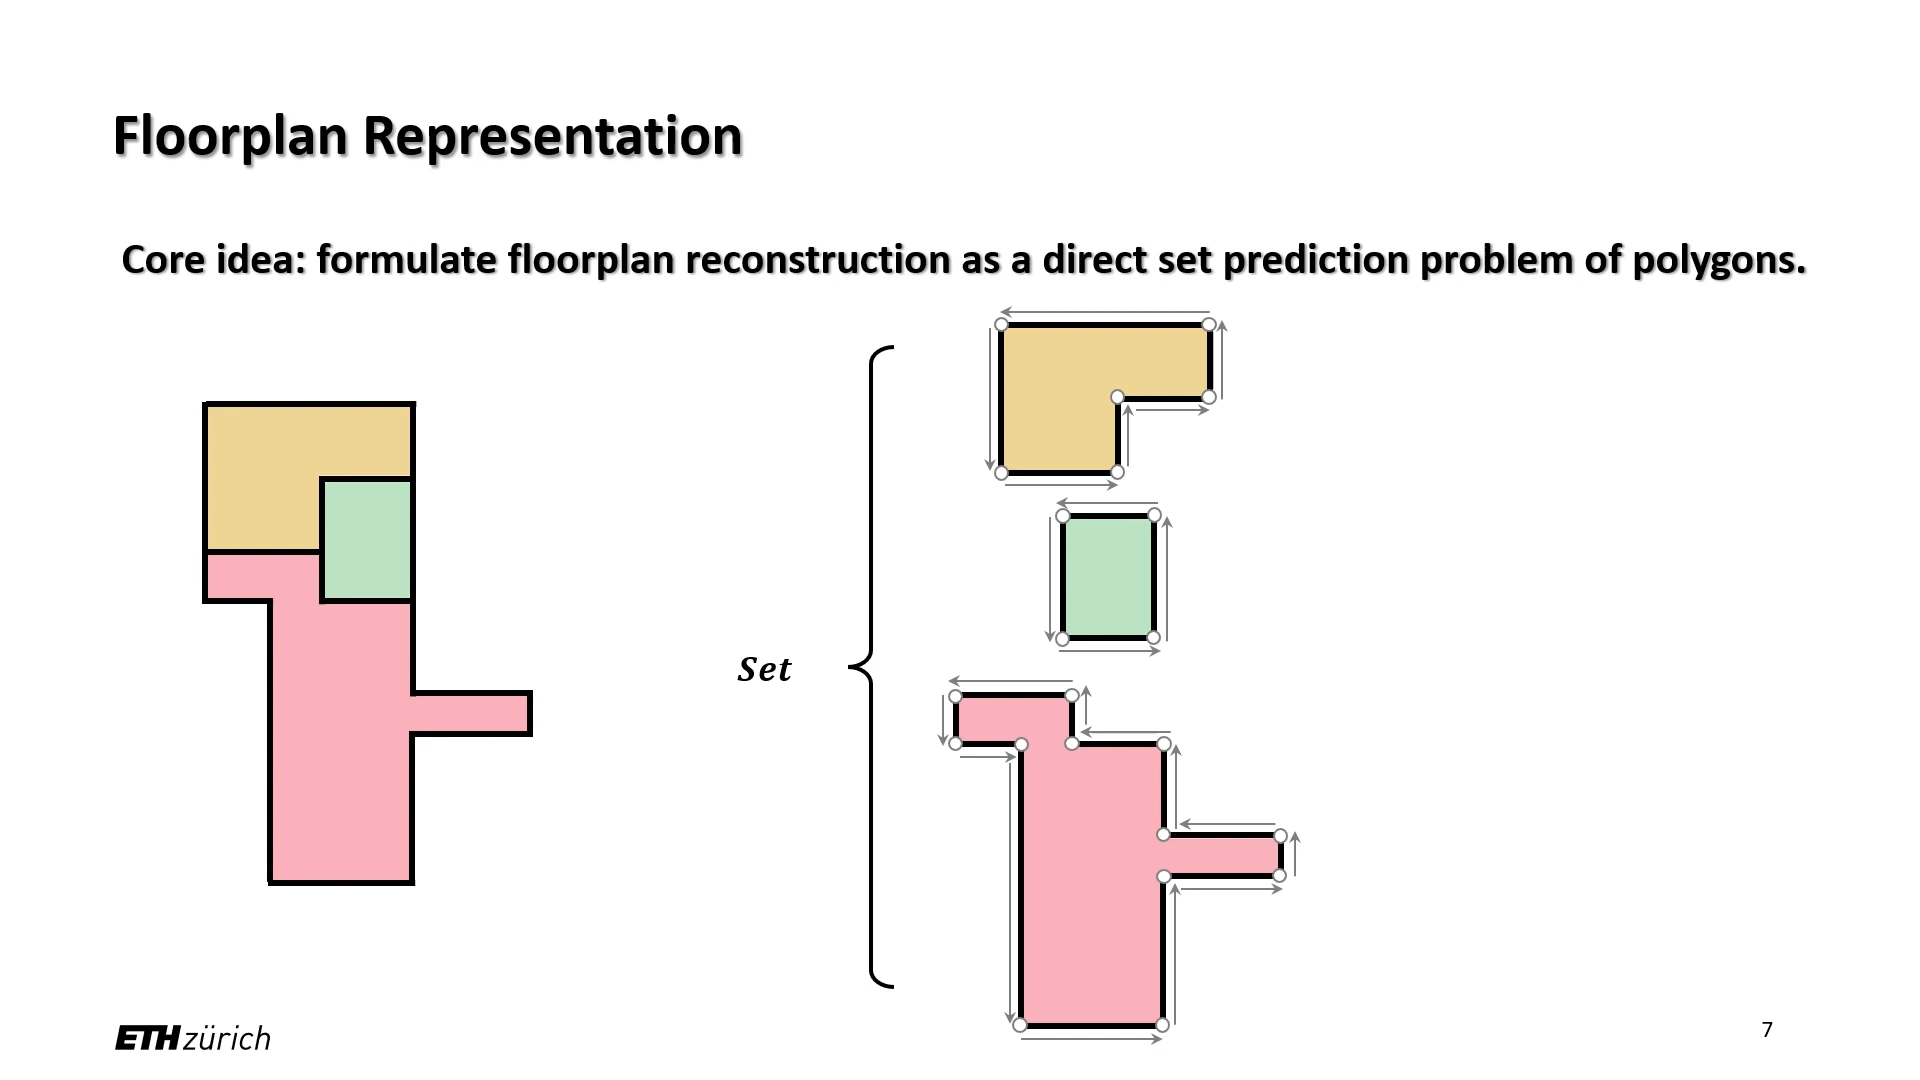 Floorplan Representation
Core idea: formulate floorplan reconstruction as a direct set prediction problem of polygons.
Set
ETH zürich
7